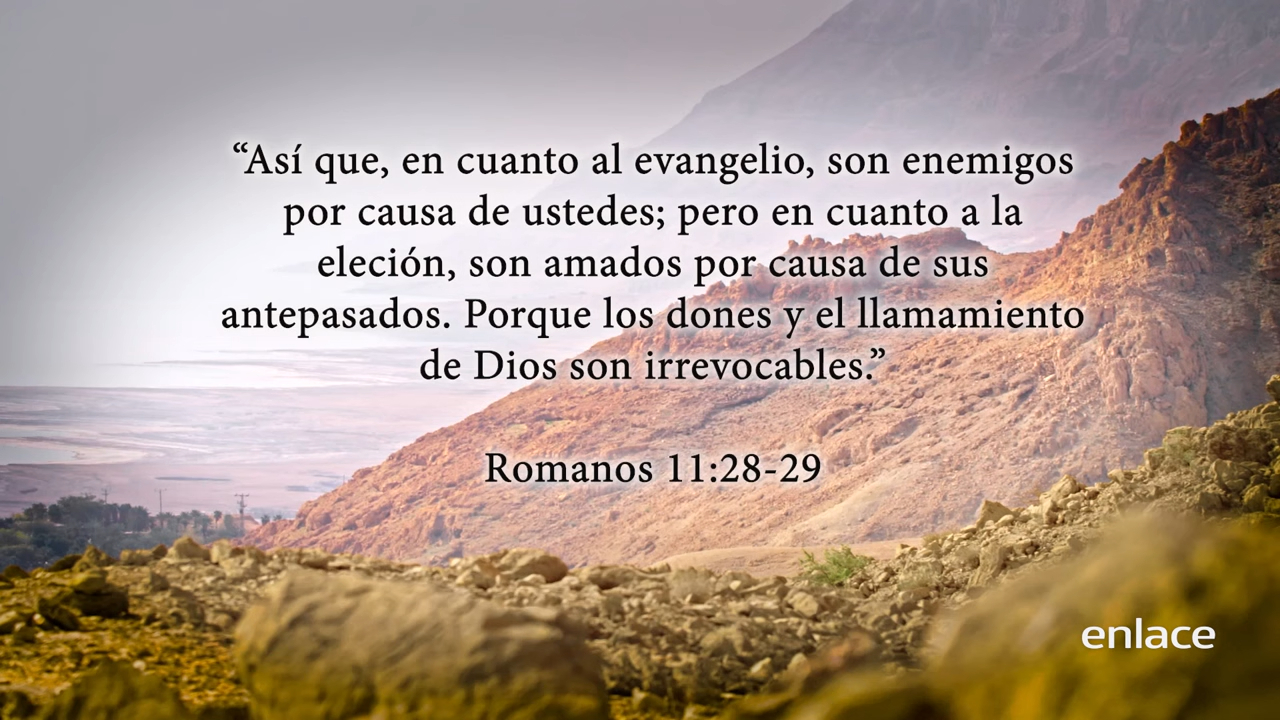 “Así que, en cuanto al evangelio, son enemigos
por causa de ustedes; pero en cuanto a la
eleción, son amados por causa de sus
antepasados. Porque los dones y el llamamiento
de Dios son irrevocables.”
Romanos 11:28-29
enlace